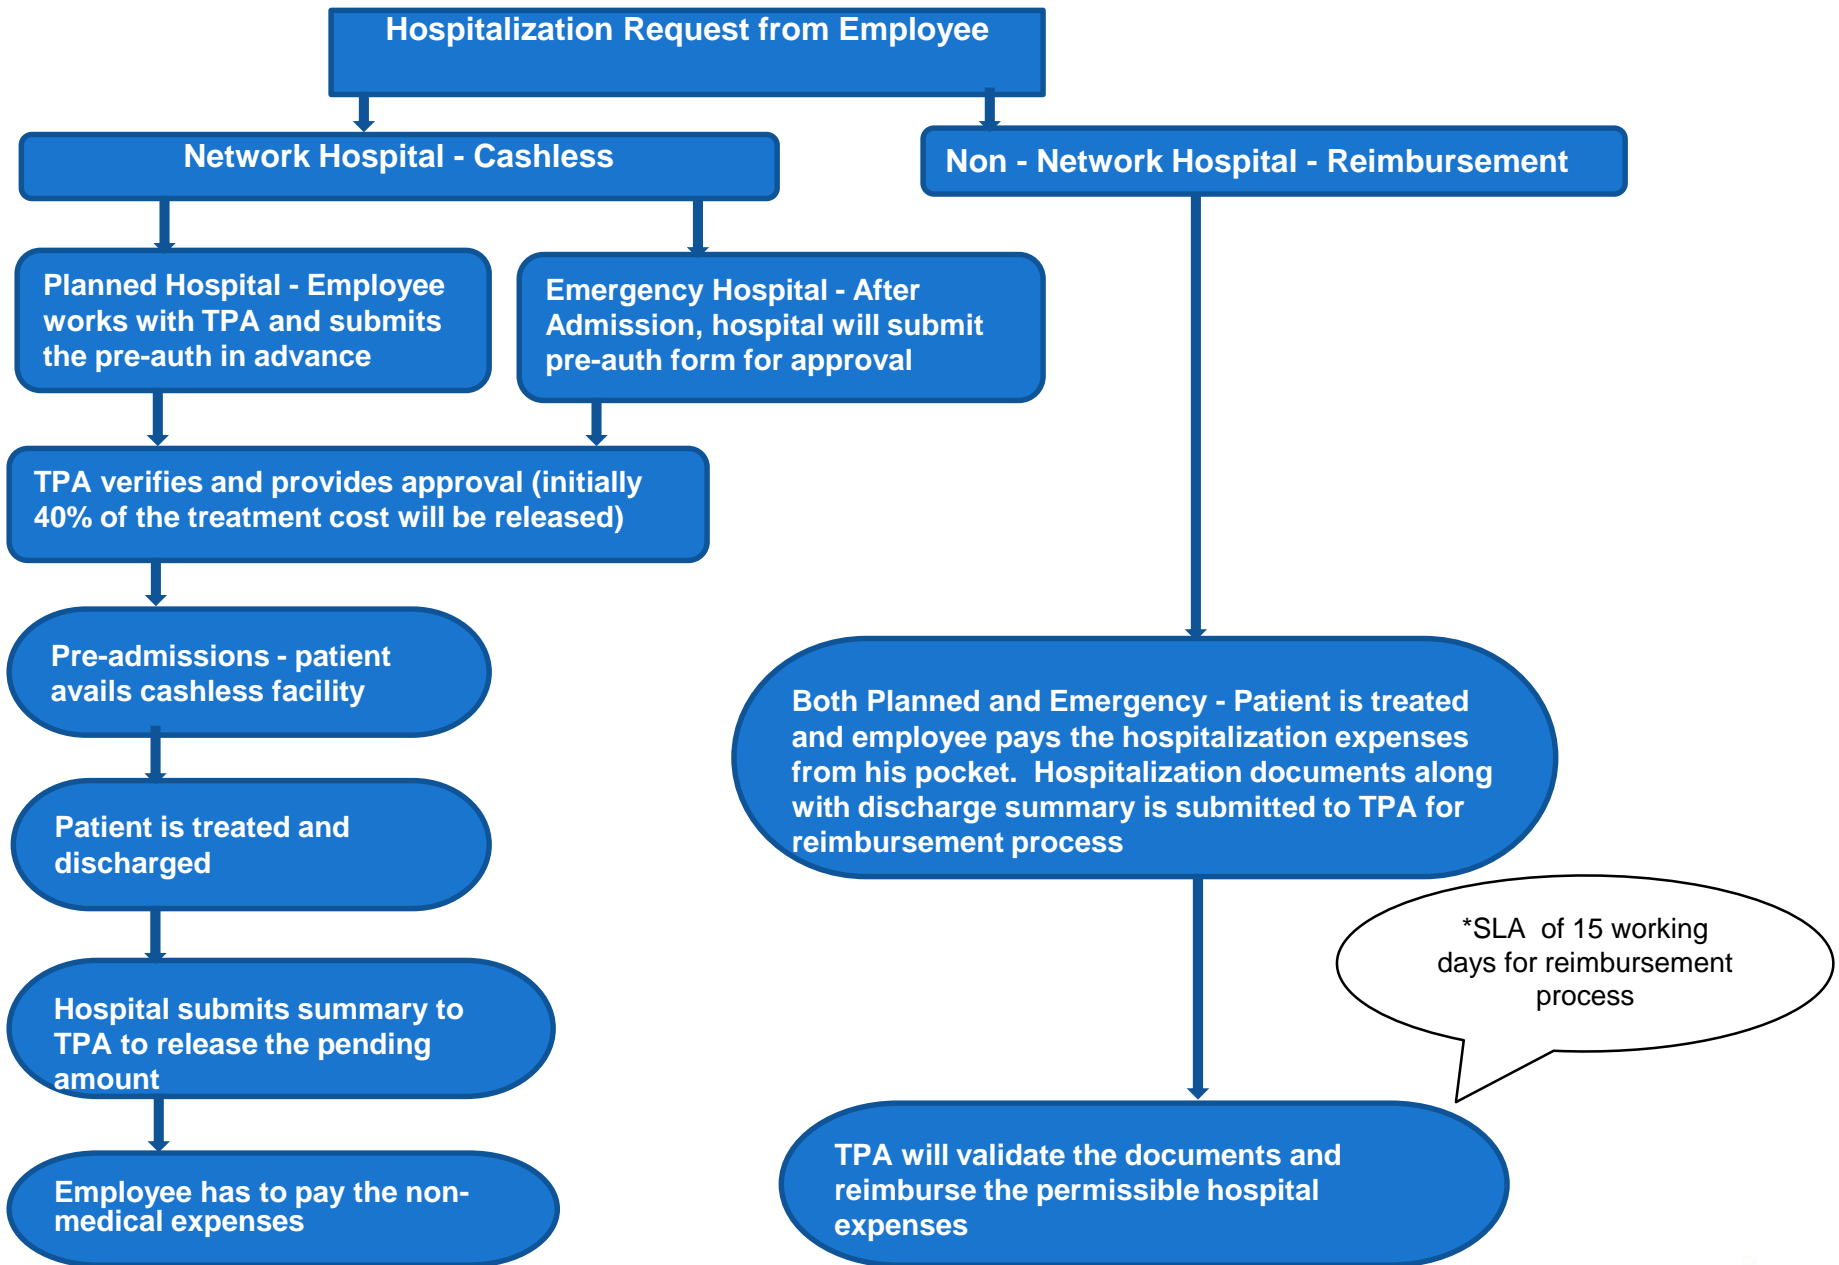 Hospitalization Request from Employee
Network Hospital - Cashless
Non - Network Hospital - Reimbursement
Planned Hospital - Employee
works with TPA and submits
the pre-auth in advance
Emergency Hospital - After
Admission, hospital will submit
pre-auth form for approval
TPA verifies and provides approval (initially
40% of the treatment cost will be released)
Pre-admissions - patient
avails cashless facility
Both Planned and Emergency - Patient is treated
and employee pays the hospitalization expenses
from his pocket.  Hospitalization documents along
with discharge summary is submitted to TPA for
reimbursement process
Patient is treated and
discharged
*SLA  of 15 working
days for reimbursement
process
Hospital submits summary to
TPA to release the pending
amount
TPA will validate the documents and
reimburse the permissible hospital
expenses
Employee has to pay the non-
medical expenses